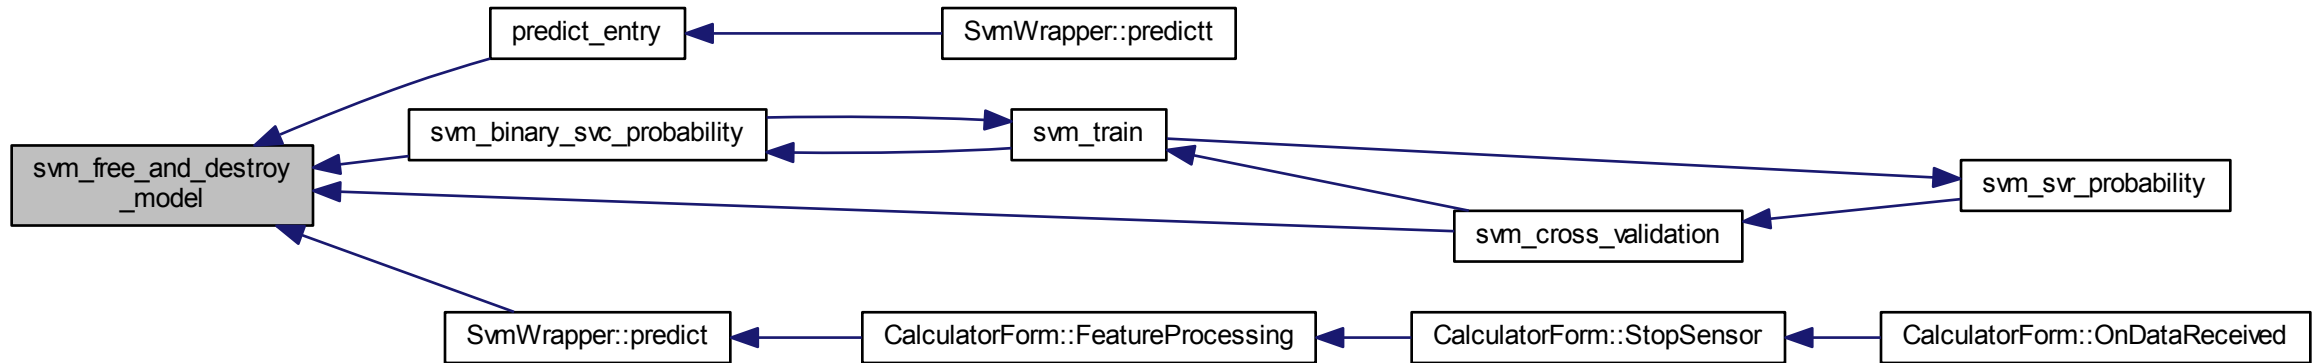 predict_entry
SvmWrapper::predictt
svm_binary_svc_probability
svm_train
svm_free_and_destroy
_model
svm_svr_probability
svm_cross_validation
SvmWrapper::predict
CalculatorForm::FeatureProcessing
CalculatorForm::StopSensor
CalculatorForm::OnDataReceived